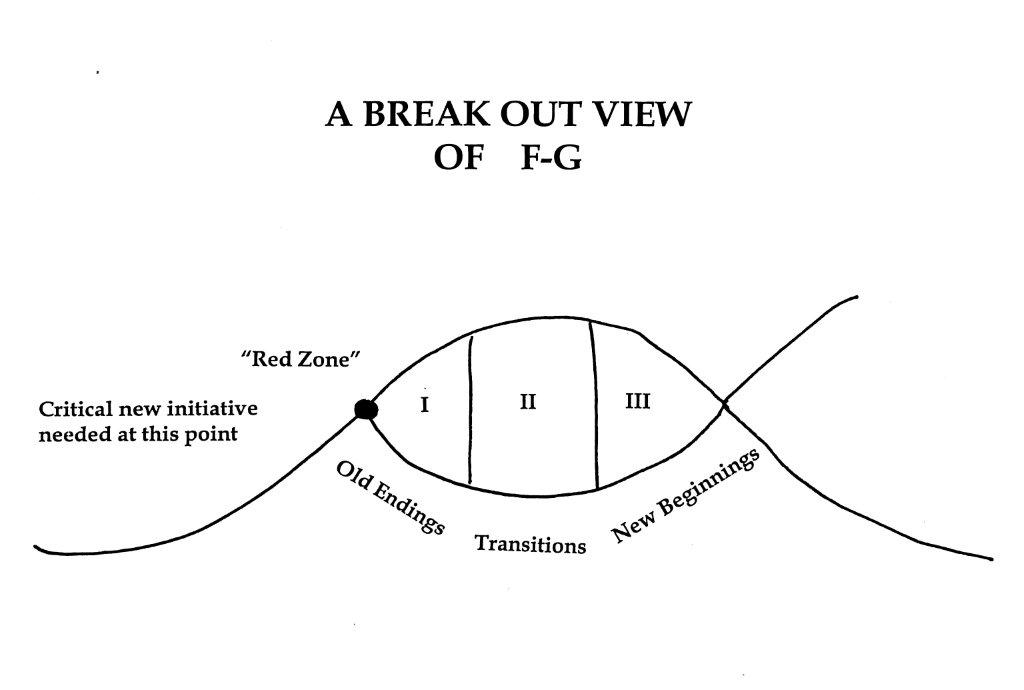 A BREAK OUT VIEW
OF F-G
“Red Zone”
Critical new initiative
needed at this point
I
II
III
Old Endings
Transitions
New Beginnings